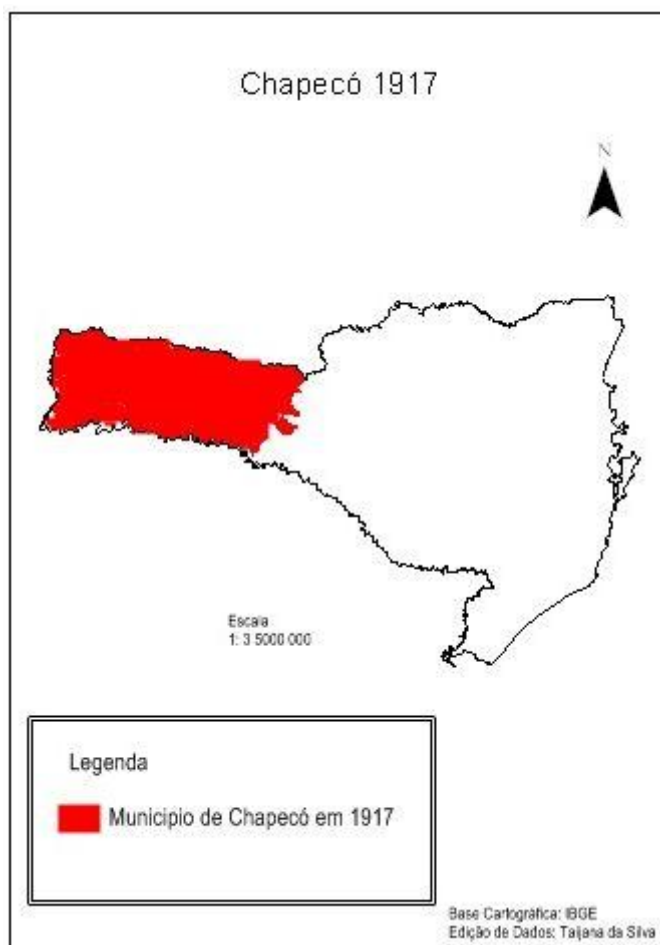 Chapecó 1917
N
Escala
1: 3 5000 000
Legenda
Municipio de Chapecó em 1917
Base Cartográfica: IBGE
Edição de Dados: Taijana da Silva